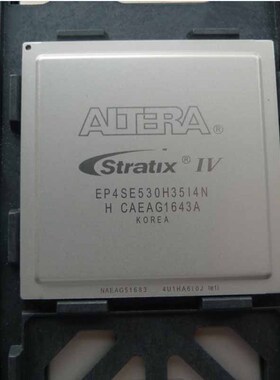 ALTERA®
Stratix® IV
EP4SE530H35I4N
H CAEAG1643A
KOREA